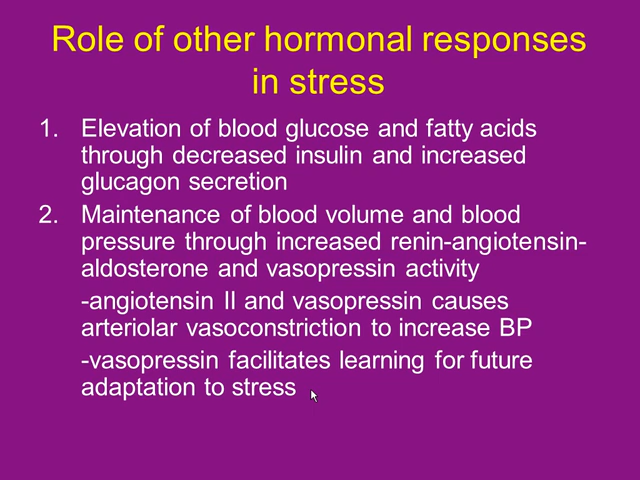 Role of other hormonal responses
in stress
1. Elevation of blood glucose and fatty acids
through decreased insulin and increased
glucagon secretion
2. Maintenance of blood volume and blood
pressure through increased renin-angiotensin-
aldosterone and vasopressin activity
-angiotensin II and vasopressin causes
arteriolar vasoconstriction to increase BP
-vasopressin facilitates learning for future
adaptation to stress